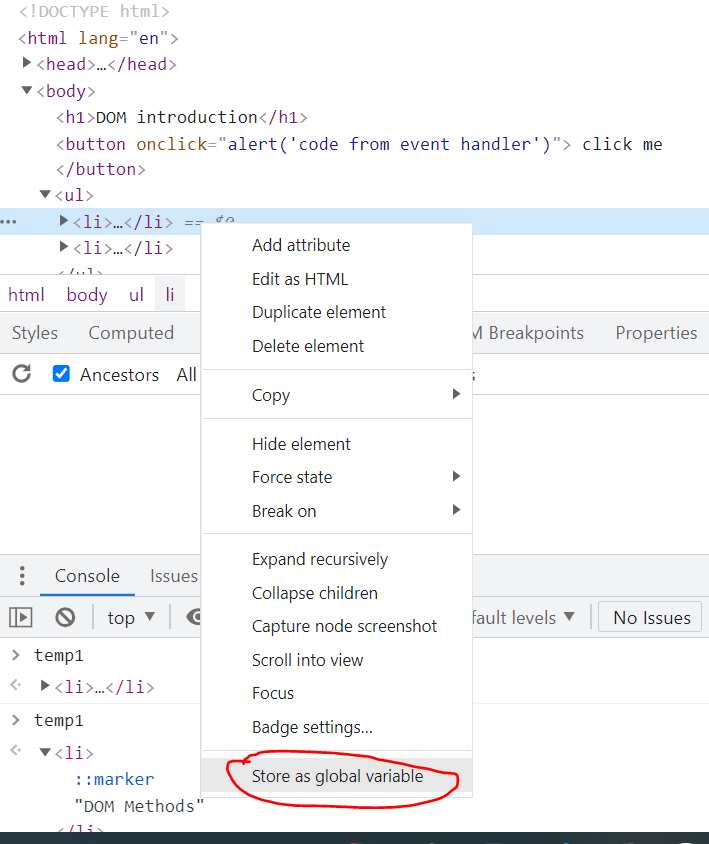 <!DOCTYPE html>
<html lang="en">
<head>…</head>
<body>
<h1>DOM introduction</h1>
<button onclick="alert('code from event handler')"> click me
</button>
<ul>
<li>…</li> == $0
<li>…</li>
</ul>
html body ul li
Styles Computed M Breakpoints Properties
Ancestors All
Add attribute
Edit as HTML
Duplicate element
Delete element
Copy
Hide element
Force state
Break on
Expand recursively
Collapse children
Capture node screenshot
Scroll into view
Focus
Badge settings...
Store as global variable
Console Issues
top fault levels No Issues
temp1
<li>…</li>
temp1
<li>
::marker
"DOM Methods"
</li>